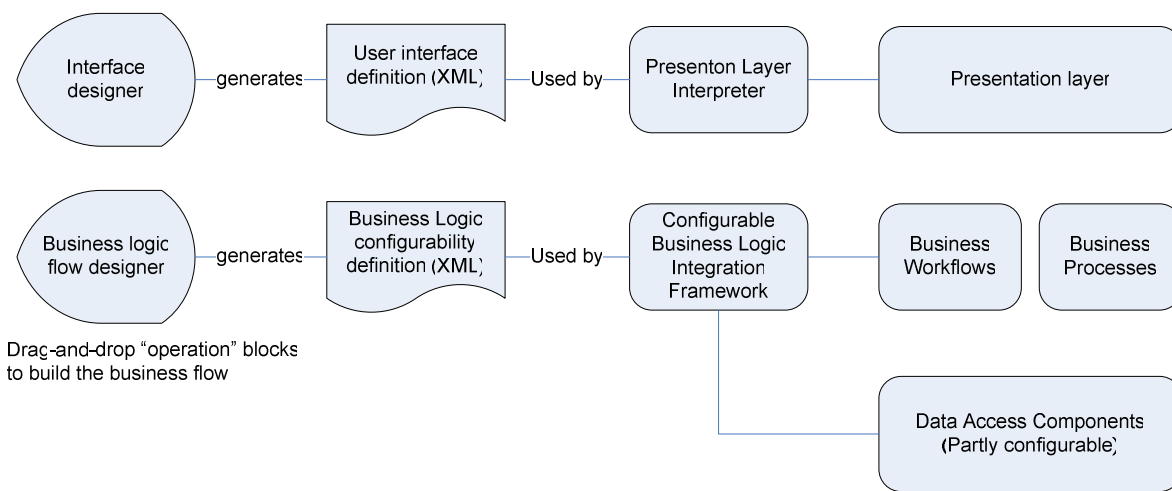 Interface
designer
generates
User interface
definition (XML)
Used by
Presenton Layer
Interpreter
Presentation layer
Business logic
flow designer
generates
Business Logic
configurability
definition (XML)
Used by
Configurable
Business Logic
Integration
Framework
Business
Workflows
Business
Processes
Drag-and-drop “operation” blocks
to build the business flow
Data Access Components
(Partly configurable)